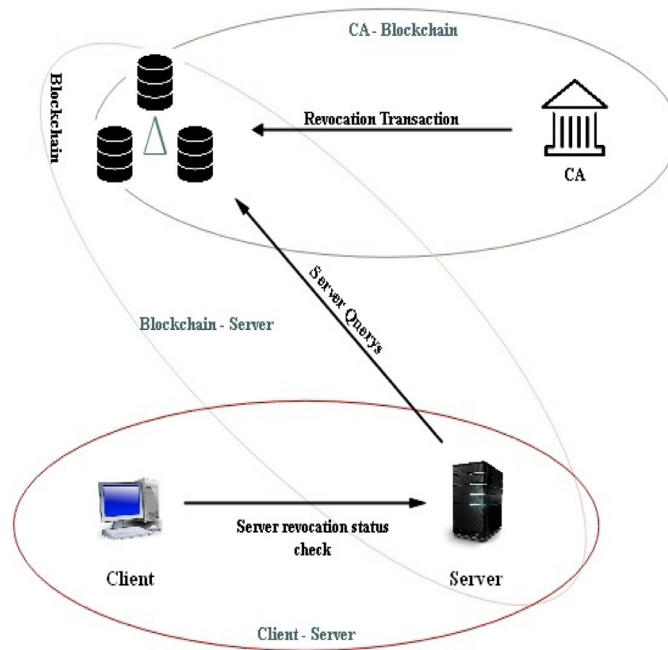 CA - Blockchain
Blockchain
Revocation Transaction
CA
Server Querys
Blockchain - Server
Server revocation status
check
Client
Server
Client - Server